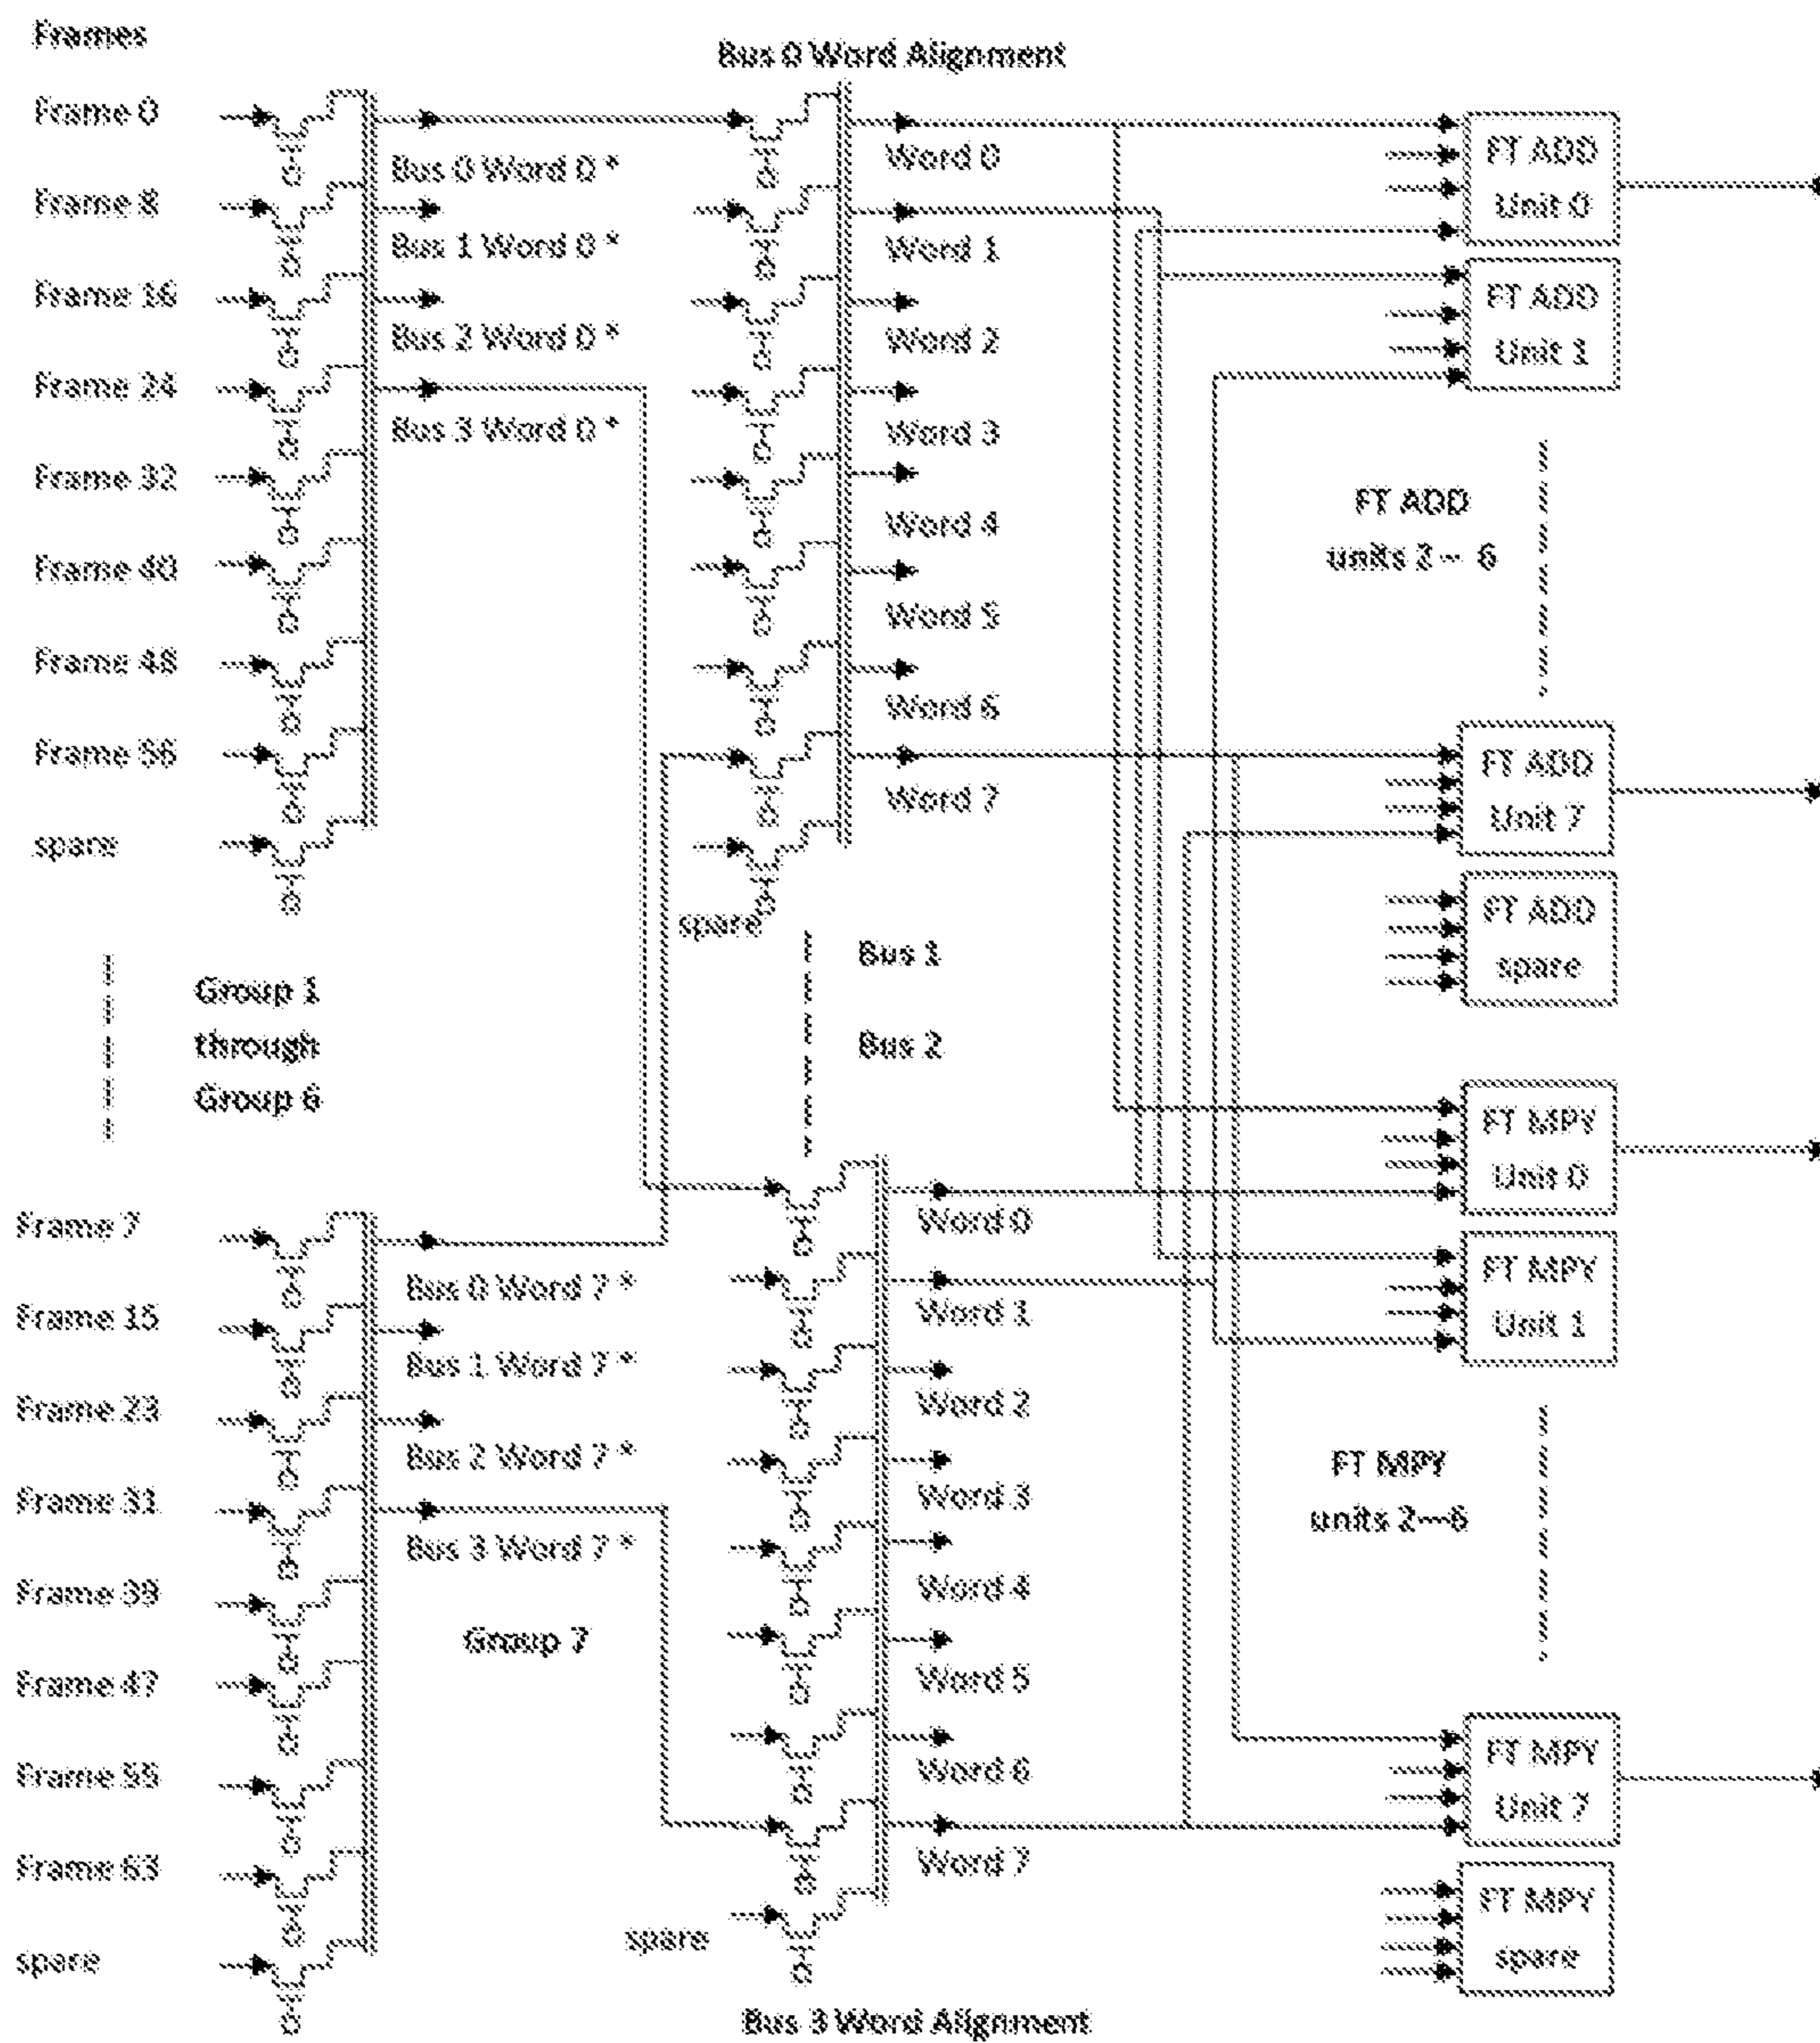 Frames
Frame 0
Frame 8
Frame 16
Frame 24
Frame 32
Frame 40
Frame 48
Frame 56
spare
Bus 0 Word 0 *
Bus 1 Word 0 *
Bus 2 Word 0 *
Bus 3 Word 0 *
Group 1
through
Group 6
Frame 7
Frame 15
Frame 23
Frame 31
Frame 39
Frame 47
Frame 55
Frame 63
spare
Bus 0 Word 7 *
Bus 1 Word 7 *
Bus 2 Word 7 *
Bus 3 Word 7 *
Group 7
Bus 0 Word Alignment
Word 0
Word 1
Word 2
Word 3
Word 4
Word 5
Word 6
Word 7
spare
Bus 1
Bus 2
Word 0
Word 1
Word 2
Word 3
Word 4
Word 5
Word 6
Word 7
spare
Bus 3 Word Alignment
FT ADD
Unit 0
FT ADD
Unit 1
FT ADD
units 2 -- 6
FT ADD
Unit 7
FT ADD
spare
FT MPY
Unit 0
FT MPY
Unit 1
FT MPY
units 2--6
FT MPY
Unit 7
FT MPY
spare